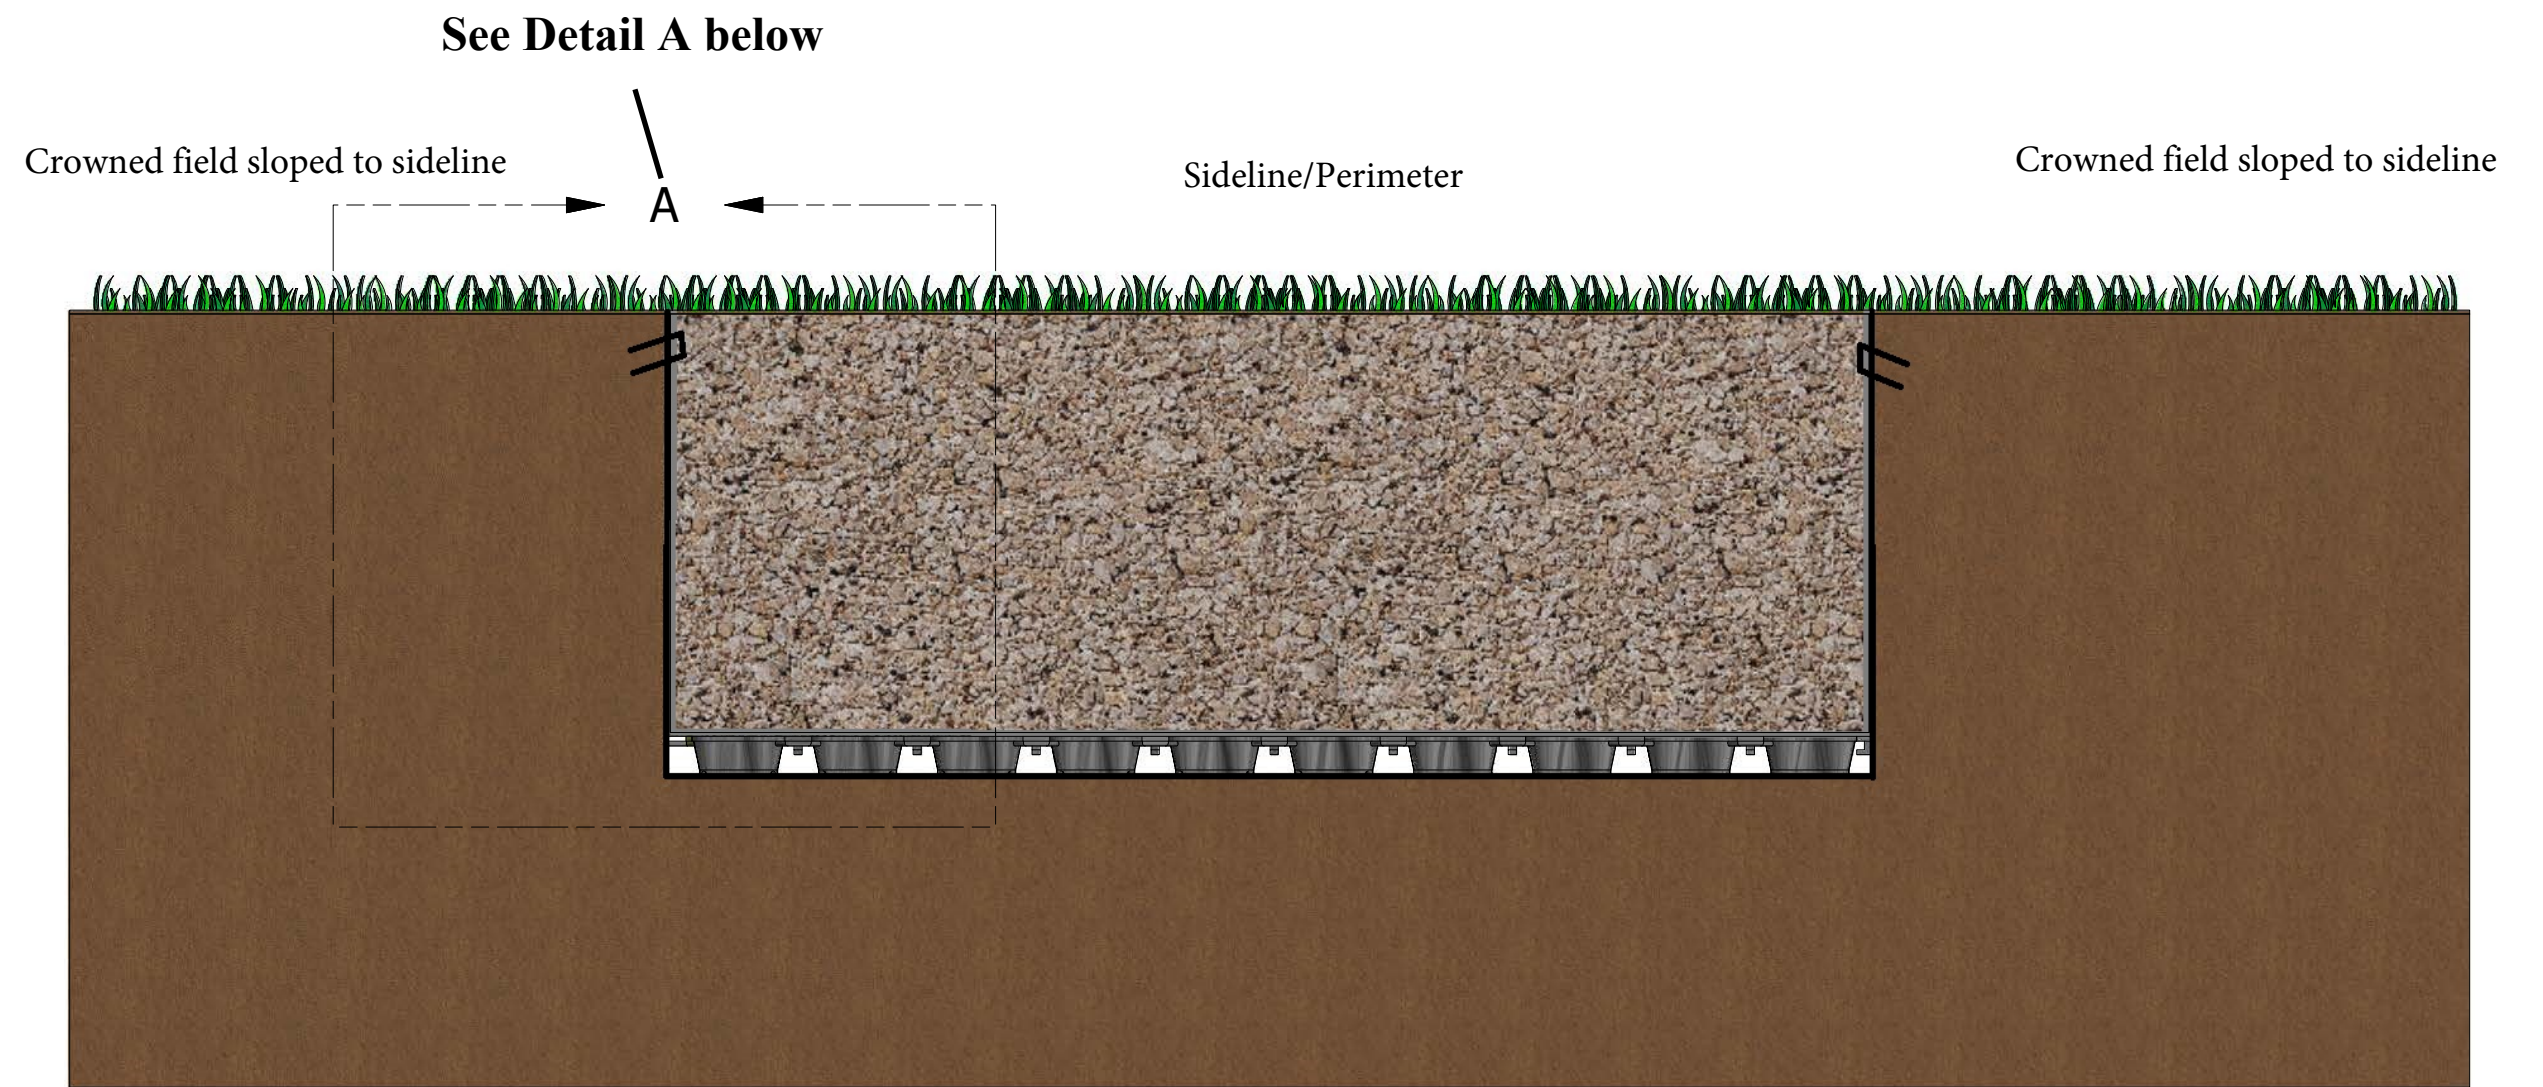 See Detail A below
Crowned field sloped to sideline
Sideline/Perimeter
Crowned field sloped to sideline
A